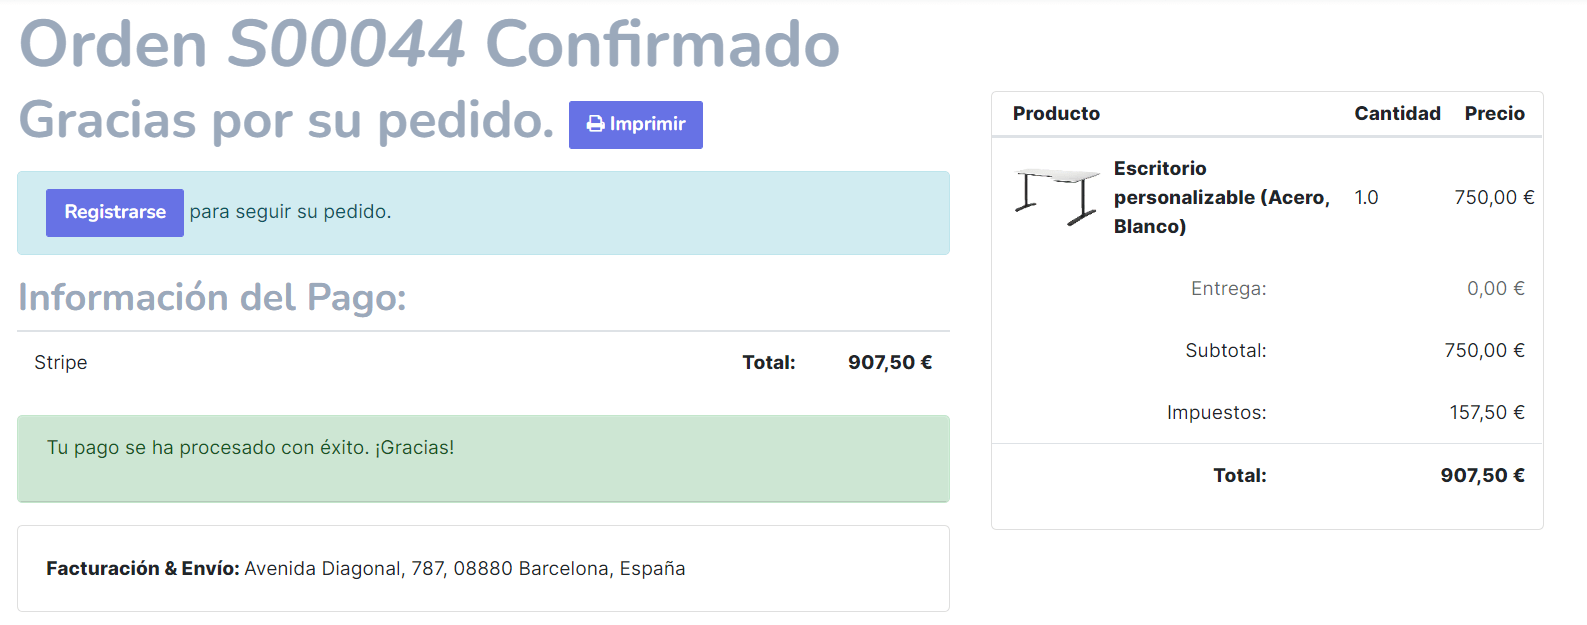 Orden S00044 Confirmado
Gracias por su pedido.
Imprimir
Registrarse para seguir su pedido.
Información del Pago:
Stripe Total: 907,50 €
Tu pago se ha procesado con éxito. ¡Gracias!
Facturación & Envío: Avenida Diagonal, 787, 08880 Barcelona, España
Producto Cantidad Precio
Escritorio
personalizable (Acero, 1.0 750,00 €
Blanco)
Entrega: 0,00 €
Subtotal: 750,00 €
Impuestos: 157,50 €
Total: 907,50 €